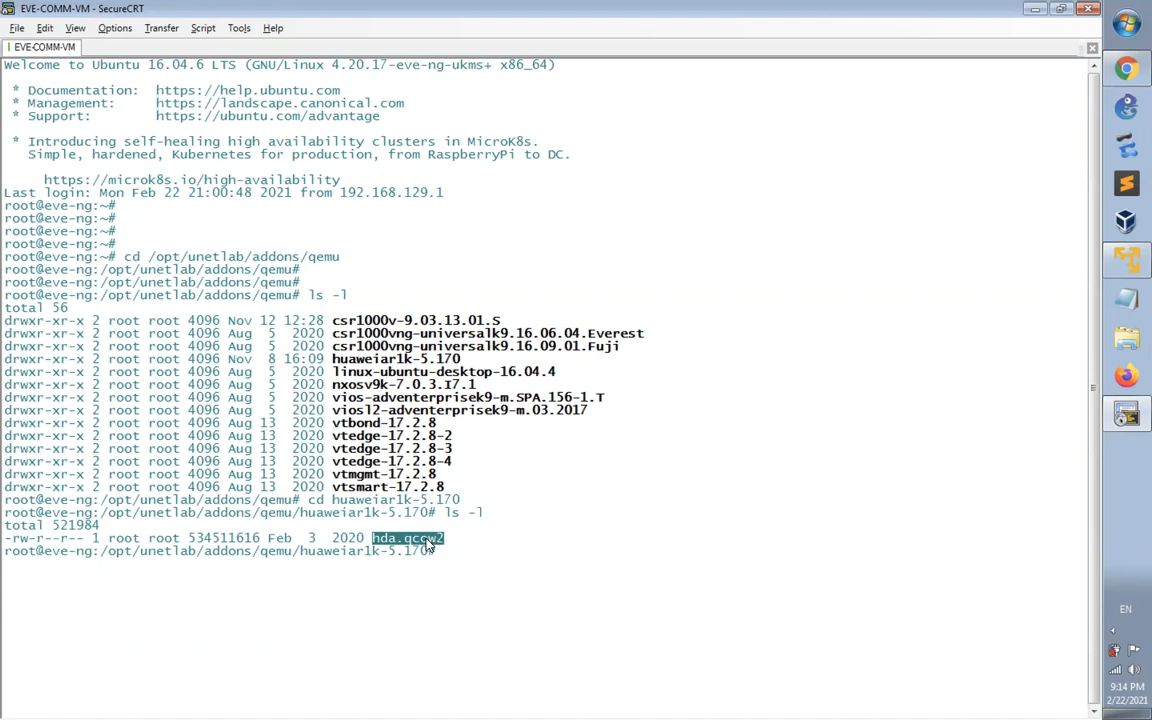 EVE-COMM-VM - SecureCRT
File Edit View Options Transfer Script Tools Help
EVE-COMM-VM
Welcome to Ubuntu 16.04.6 LTS (GNU/Linux 4.20.17-eve-ng-ukms+ x86_64)
* Documentation: https://help.ubuntu.com
* Management: https://landscape.canonical.com
* Support: https://ubuntu.com/advantage
* Introducing self-healing high availability clusters in MicroK8s.
Simple, hardened, Kubernetes for production, from RaspberryPi to DC.
https://microk8s.io/high-availability
Last login: Mon Feb 22 21:00:48 2021 from 192.168.129.1
root@eve-ng:~#
root@eve-ng:~#
root@eve-ng:~#
root@eve-ng:~#
root@eve-ng:~# cd /opt/unetlab/addons/qemu
root@eve-ng:/opt/unetlab/addons/qemu#
root@eve-ng:/opt/unetlab/addons/qemu#
root@eve-ng:/opt/unetlab/addons/qemu# ls -l
total 56
drwxr-xr-x 2 root root 4096 Nov 12 12:28 csr1000v-9.03.13.01.S
drwxr-xr-x 2 root root 4096 Aug 5 2020 csr1000vng-universalk9.16.06.04.Everest
drwxr-xr-x 2 root root 4096 Aug 5 2020 csr1000vng-universalk9.16.09.01.Fuji
drwxr-xr-x 2 root root 4096 Nov 8 16:09 huaweiar1k-5.170
drwxr-xr-x 2 root root 4096 Aug 5 2020 linux-ubuntu-desktop-16.04.4
drwxr-xr-x 2 root root 4096 Aug 5 2020 nxosv9k-7.0.3.I7.1
drwxr-xr-x 2 root root 4096 Aug 5 2020 vios-adventerprisek9-m.SPA.156-1.T
drwxr-xr-x 2 root root 4096 Aug 5 2020 viosl2-adventerprisek9-m.03.2017
drwxr-xr-x 2 root root 4096 Aug 13 2020 vtbond-17.2.8
drwxr-xr-x 2 root root 4096 Aug 13 2020 vtedge-17.2.8-2
drwxr-xr-x 2 root root 4096 Aug 13 2020 vtedge-17.2.8-3
drwxr-xr-x 2 root root 4096 Aug 13 2020 vtedge-17.2.8-4
drwxr-xr-x 2 root root 4096 Aug 13 2020 vtmgmt-17.2.8
drwxr-xr-x 2 root root 4096 Aug 13 2020 vtsmart-17.2.8
root@eve-ng:/opt/unetlab/addons/qemu# cd huaweiar1k-5.170
root@eve-ng:/opt/unetlab/addons/qemu/huaweiar1k-5.170# ls -l
total 521984
-rw-r--r-- 1 root root 534511616 Feb 3 2020 hda.qcow2
root@eve-ng:/opt/unetlab/addons/qemu/huaweiar1k-5.170#
EN
9:14 PM
2/22/2021